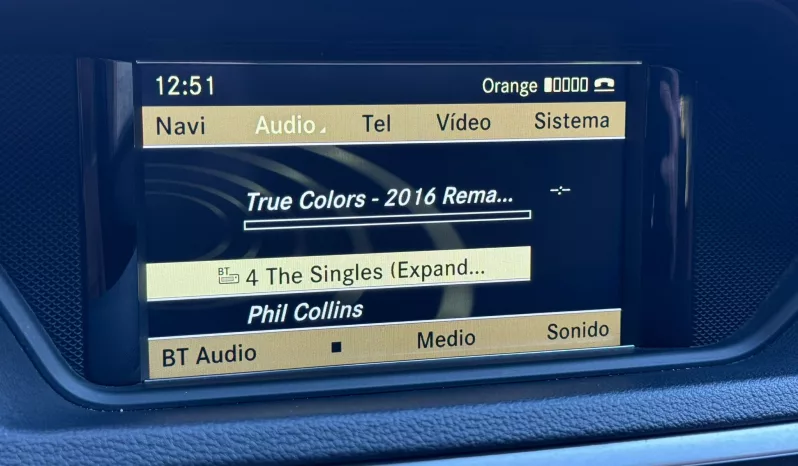 12:51 Orange
Navi Audio Tel Vídeo Sistema
True Colors - 2016 Rema...
-:-
BT 4 The Singles (Expand...
Phil Collins
BT Audio Medio Sonido